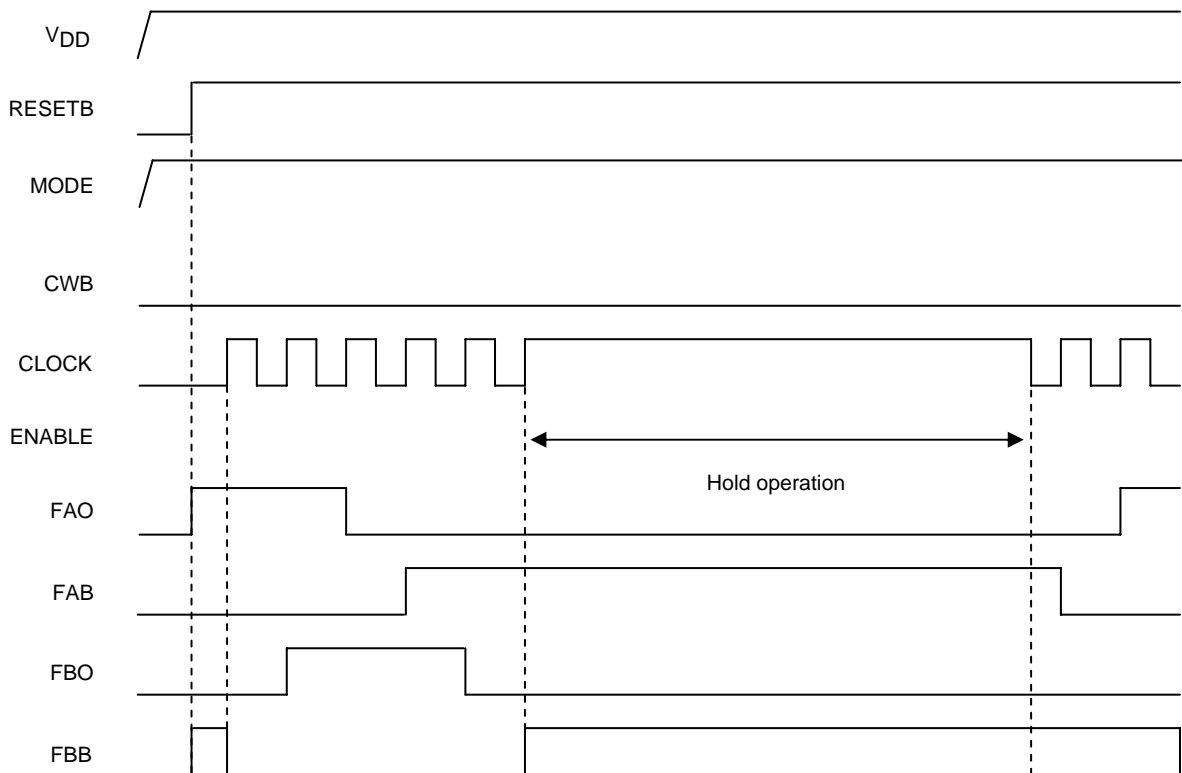 VDD
RESETB
MODE
CWB
CLOCK
ENABLE
Hold operation
FAO
FAB
FBO
FBB